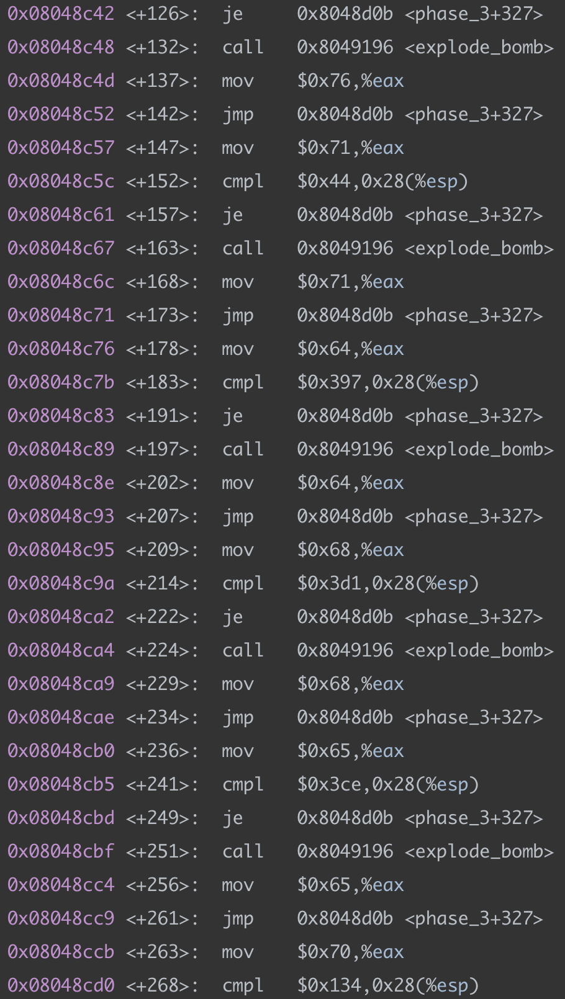 0x08048c42 <+126>: je 0x8048d0b <phase_3+327>
0x08048c48 <+132>: call 0x8049196 <explode_bomb>
0x08048c4d <+137>: mov $0x76,%eax
0x08048c52 <+142>: jmp 0x8048d0b <phase_3+327>
0x08048c57 <+147>: mov $0x71,%eax
0x08048c5c <+152>: cmpl $0x44,0x28(%esp)
0x08048c61 <+157>: je 0x8048d0b <phase_3+327>
0x08048c67 <+163>: call 0x8049196 <explode_bomb>
0x08048c6c <+168>: mov $0x71,%eax
0x08048c71 <+173>: jmp 0x8048d0b <phase_3+327>
0x08048c76 <+178>: mov $0x64,%eax
0x08048c7b <+183>: cmpl $0x397,0x28(%esp)
0x08048c83 <+191>: je 0x8048d0b <phase_3+327>
0x08048c89 <+197>: call 0x8049196 <explode_bomb>
0x08048c8e <+202>: mov $0x64,%eax
0x08048c93 <+207>: jmp 0x8048d0b <phase_3+327>
0x08048c95 <+209>: mov $0x68,%eax
0x08048c9a <+214>: cmpl $0x3d1,0x28(%esp)
0x08048ca2 <+222>: je 0x8048d0b <phase_3+327>
0x08048ca4 <+224>: call 0x8049196 <explode_bomb>
0x08048ca9 <+229>: mov $0x68,%eax
0x08048cae <+234>: jmp 0x8048d0b <phase_3+327>
0x08048cb0 <+236>: mov $0x65,%eax
0x08048cb5 <+241>: cmpl $0x3ce,0x28(%esp)
0x08048cbd <+249>: je 0x8048d0b <phase_3+327>
0x08048cbf <+251>: call 0x8049196 <explode_bomb>
0x08048cc4 <+256>: mov $0x65,%eax
0x08048cc9 <+261>: jmp 0x8048d0b <phase_3+327>
0x08048ccb <+263>: mov $0x70,%eax
0x08048cd0 <+268>: cmpl $0x134,0x28(%esp)